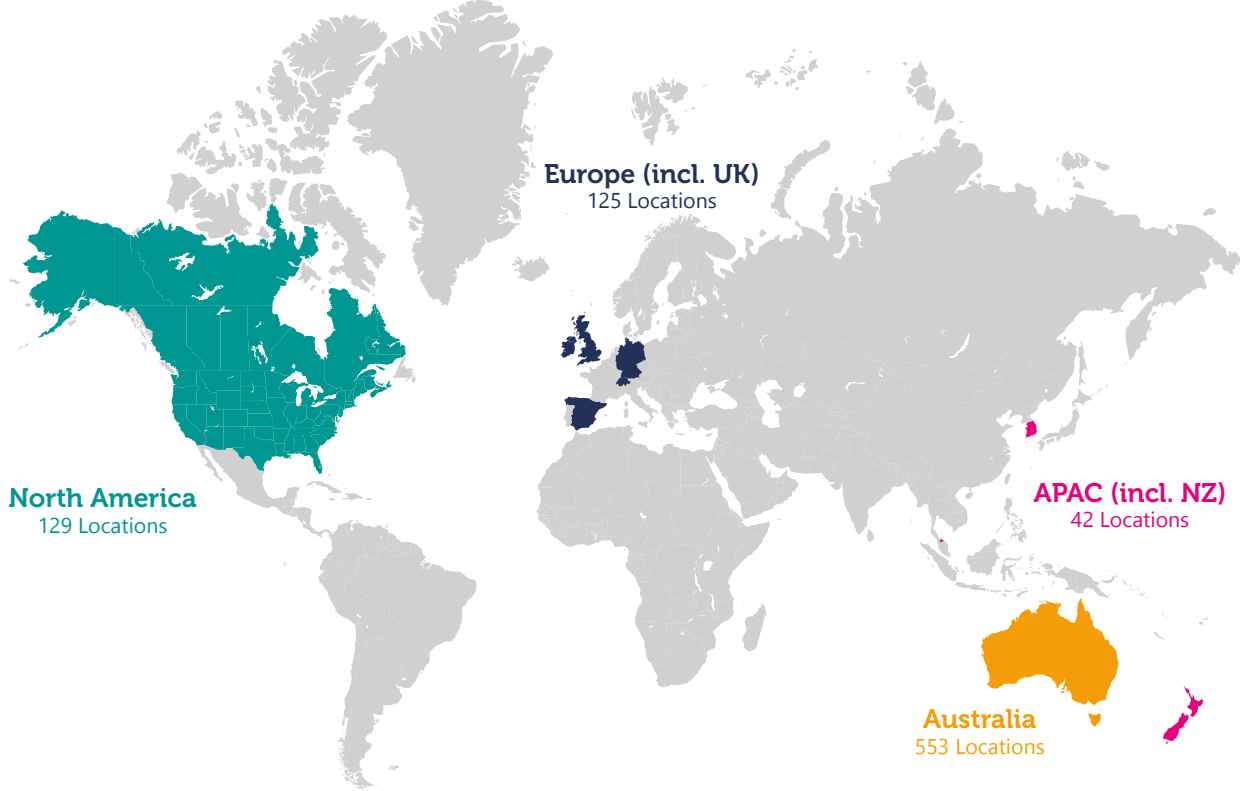 Europe (incl. UK)
125 Locations
North America
129 Locations
APAC (incl. NZ)
42 Locations
Australia
553 Locations